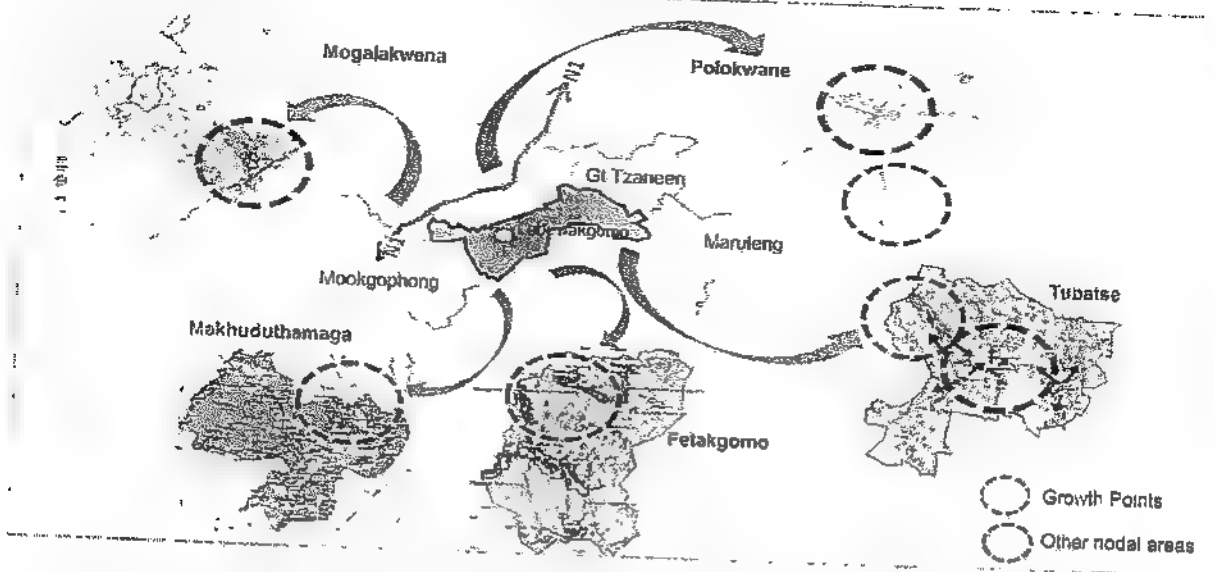 Mogalakwena
Polokwane
N1
Gt Tzaneen
Maruleng
N1
Mookgophong
Tubatse
Makhuduthamaga
Fetakgomo
Growth Points
Other nodal areas